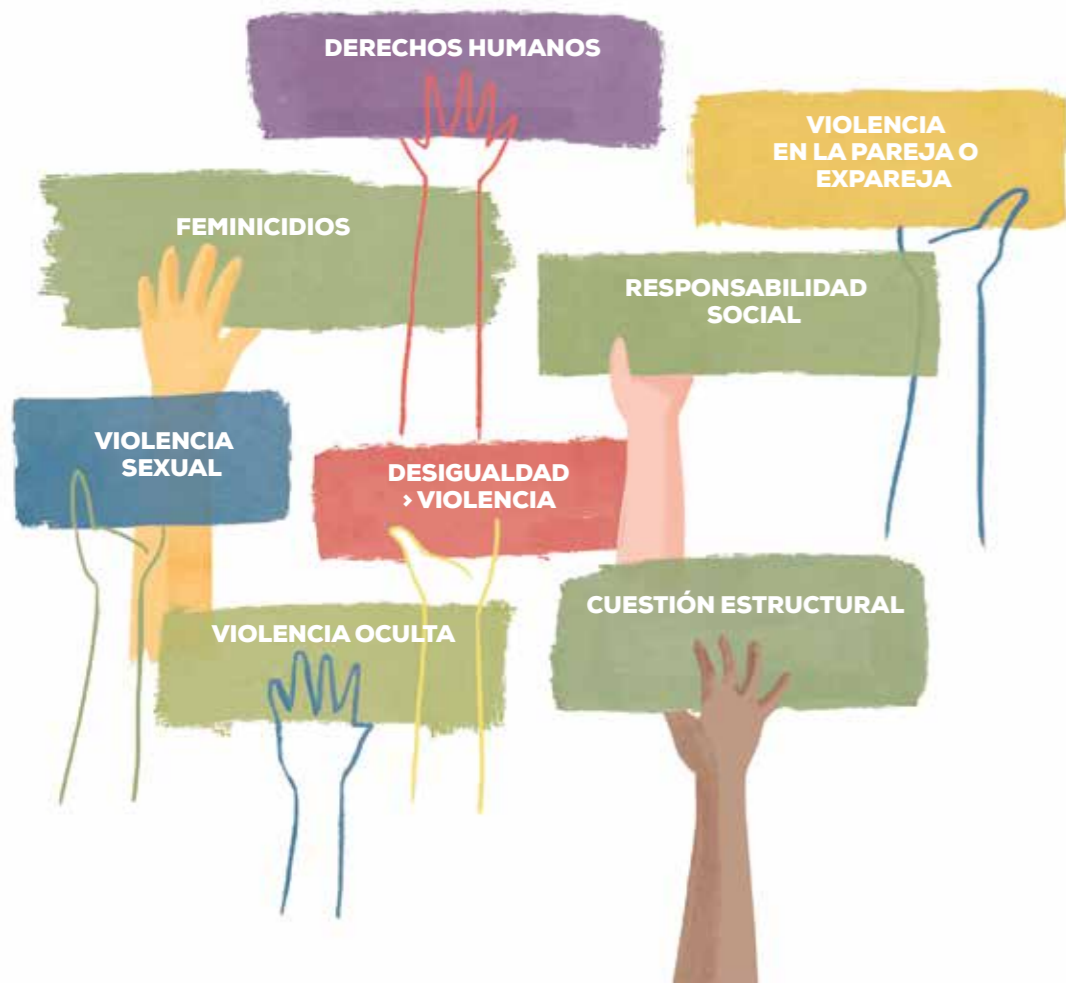 DERECHOS HUMANOS
VIOLENCIA
EN LA PAREJA O
EXPAREJA
FEMINICIDIOS
RESPONSABILIDAD
SOCIAL
VIOLENCIA
SEXUAL
DESIGUALDAD
› VIOLENCIA
CUESTIÓN ESTRUCTURAL
VIOLENCIA OCULTA